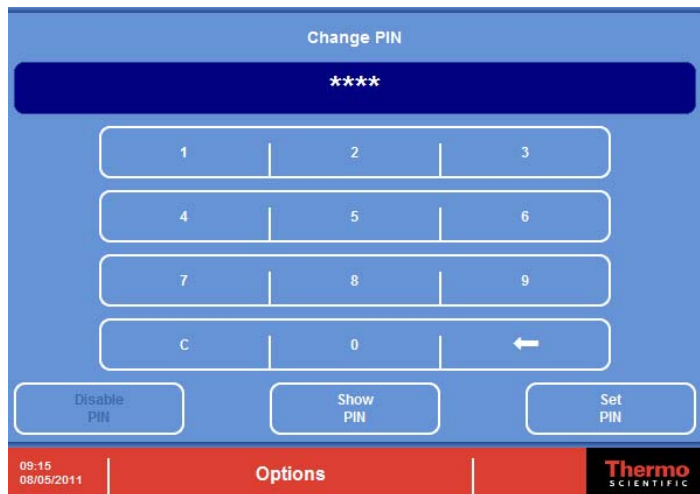 Change PIN
****
1 2 3
4 5 6
7 8 9
C 0
Disable
PIN
Show
PIN
Set
PIN
09:15
08/05/2011
Options
Thermo
SCIENTIFIC